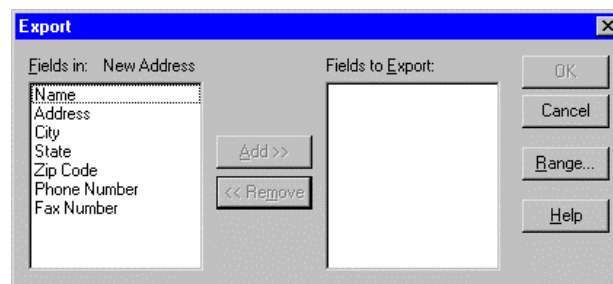 Export
Fields in: New Address
Name
Address
City
State
Zip Code
Phone Number
Fax Number
Add >>
<< Remove
Fields to Export:
OK
Cancel
Range...
Help